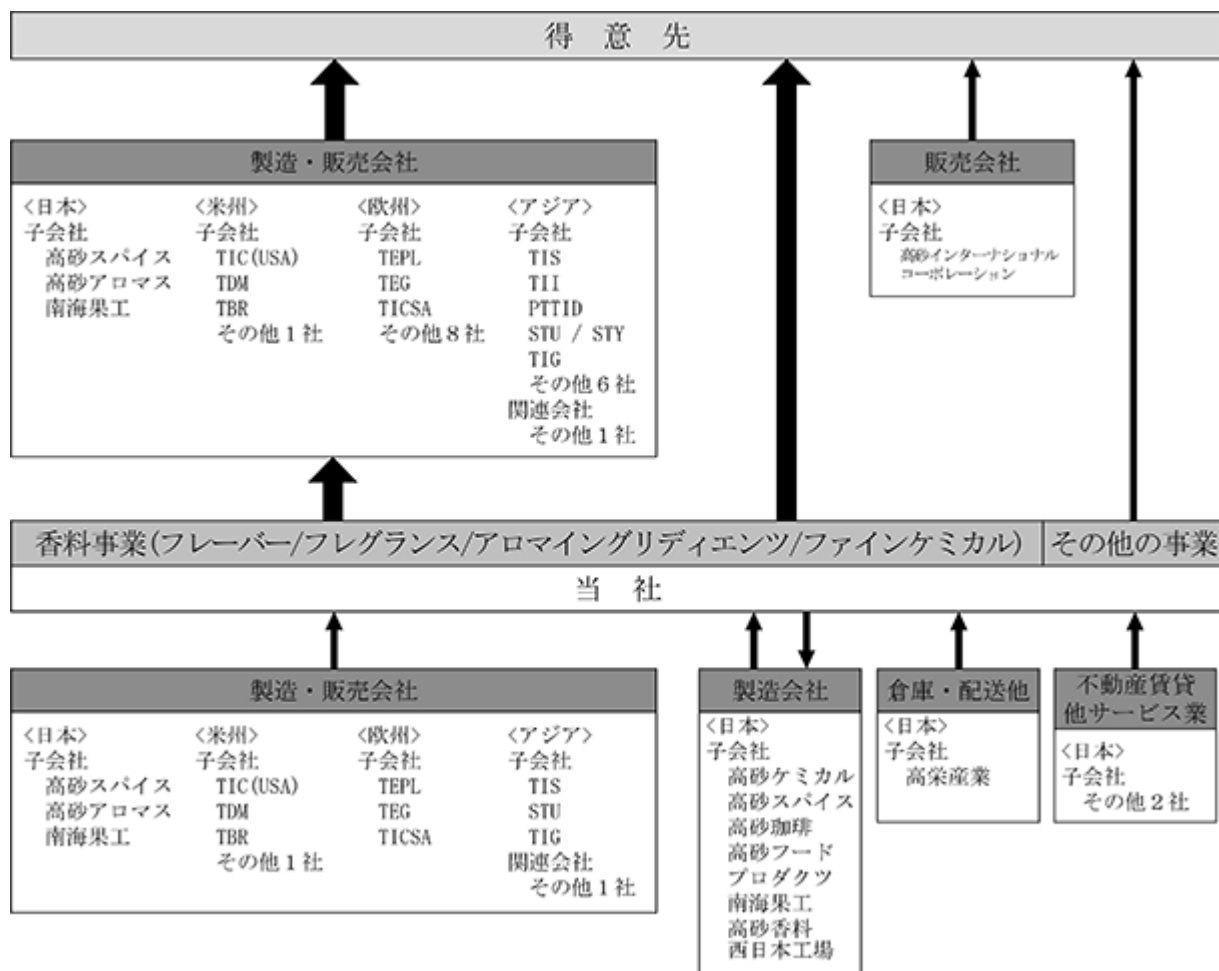 得意先
製造・販売会社
〈日本〉
子会社
高砂スパイス
高砂アロマス
南海果工
〈米州〉
子会社
TIC(USA)
TDM
TBR
その他1社
〈欧州〉
子会社
TEPL
TEG
TICSA
その他8社
〈アジア〉
子会社
TIS
TII
PTTID
STU / STY
TIG
その他6社
関連会社
その他1社
販売会社
〈日本〉
子会社
高砂インターナショナル
コーポレーション
香料事業(フレーバー/フレグランス/アロマイングリディエンツ/ファインケミカル)
その他の事業
当社
製造・販売会社
〈日本〉
子会社
高砂スパイス
高砂アロマス
南海果工
〈米州〉
子会社
TIC(USA)
TDM
TBR
その他1社
〈欧州〉
子会社
TEPL
TEG
TICSA
〈アジア〉
子会社
TIS
STU
TIG
関連会社
その他1社
製造会社
〈日本〉
子会社
高砂ケミカル
高砂スパイス
高砂珈琲
高砂フード
プロダクツ
南海果工
高砂香料
西日本工場
倉庫・配送他
〈日本〉
子会社
高栄産業
不動産賃貸
他サービス業
〈日本〉
子会社
その他2社